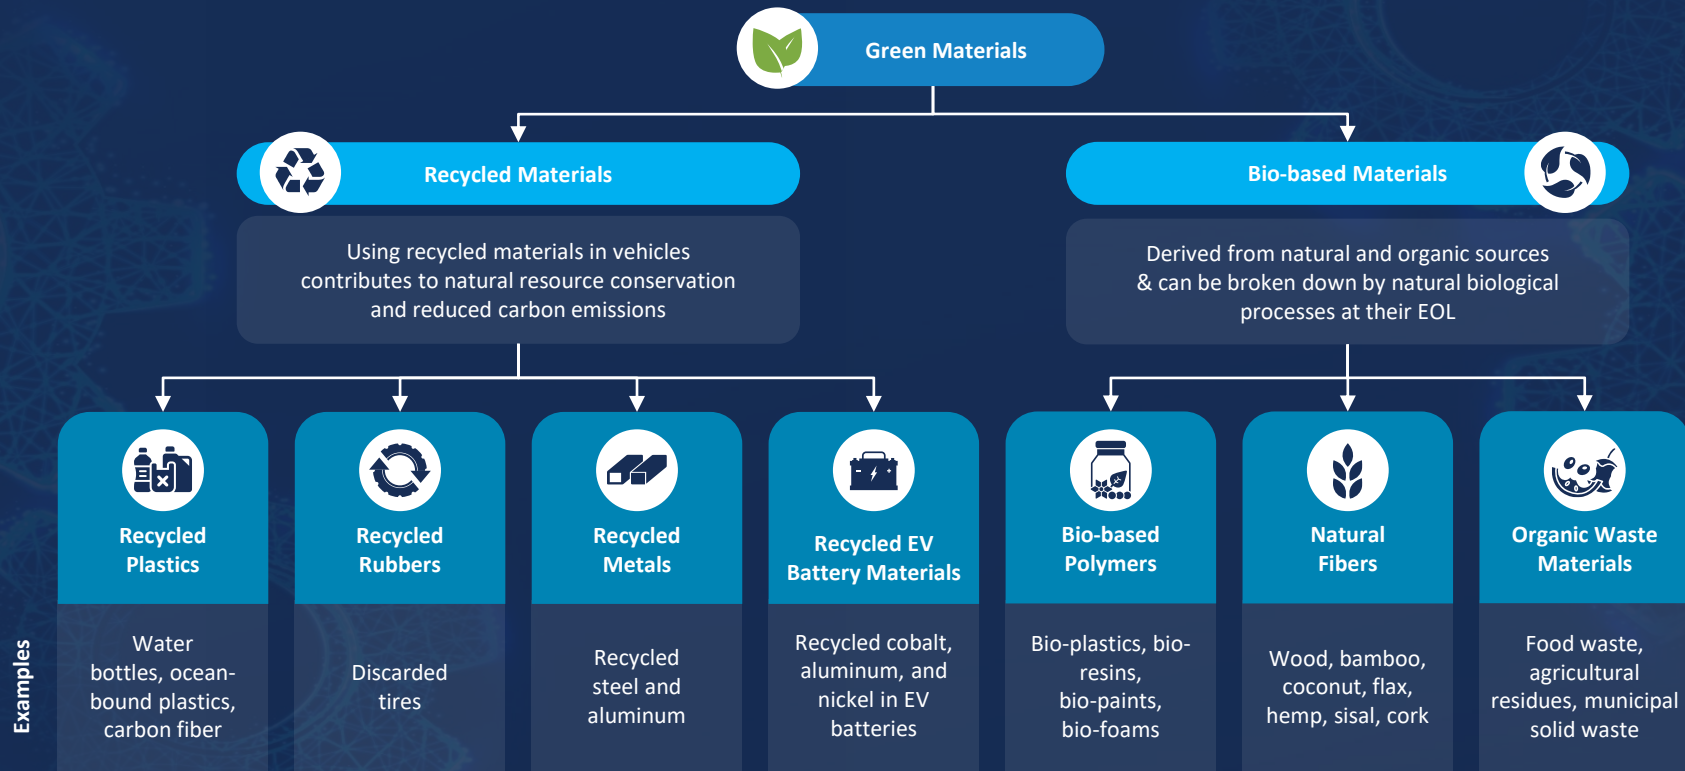 Green Materials
Recycled Materials
Using recycled materials in vehicles
contributes to natural resource conservation
and reduced carbon emissions
Bio-based Materials
Derived from natural and organic sources
& can be broken down by natural biological
processes at their EOL
Recycled
Plastics
Recycled
Rubbers
Recycled
Metals
Recycled EV
Battery Materials
Bio-based
Polymers
Natural
Fibers
Organic Waste
Materials
Examples
Water
bottles, ocean-
bound plastics,
carbon fiber
Discarded
tires
Recycled
steel and
aluminum
Recycled cobalt,
aluminum, and
nickel in EV
batteries
Bio-plastics, bio-
resins,
bio-paints,
bio-foams
Wood, bamboo,
coconut, flax,
hemp, sisal, cork
Food waste,
agricultural
residues, municipal
solid waste